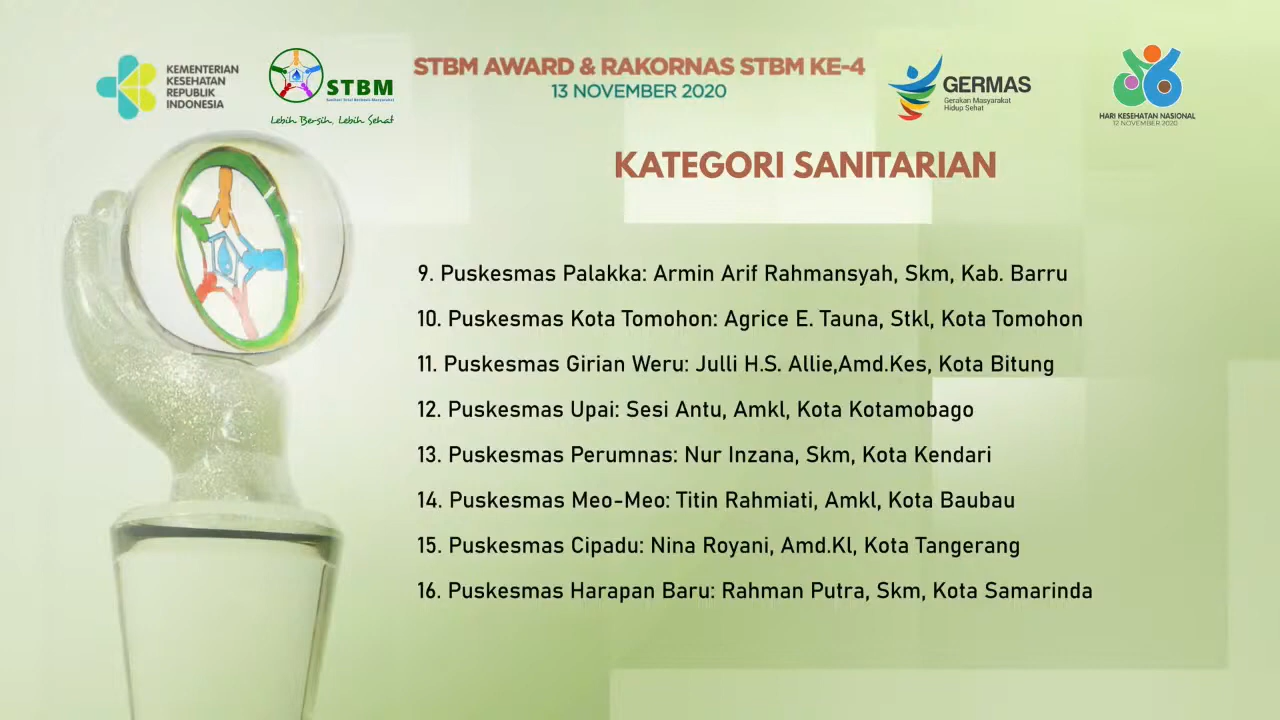 KEMENTERIAN
KESEHATAN
REPUBLIK
INDONESIA
STBM
Sanitasi Total Berbasis Masyarakat
Lebih Bersih, Lebih Sehat
STBM AWARD & RAKORNAS STBM KE-4
13 NOVEMBER 2020
GERMAS
Gerakan Masyarakat
Hidup Sehat
HARI KESEHATAN NASIONAL
12 NOVEMBER 2020
KATEGORI SANITARIAN
9. Puskesmas Palakka: Armin Arif Rahmansyah, Skm, Kab. Barru
10. Puskesmas Kota Tomohon: Agrice E. Tauna, Stkl, Kota Tomohon
11. Puskesmas Girian Weru: Julli H.S. Allie,Amd.Kes, Kota Bitung
12. Puskesmas Upai: Sesi Antu, Amkl, Kota Kotamobago
13. Puskesmas Perumnas: Nur Inzana, Skm, Kota Kendari
14. Puskesmas Meo-Meo: Titin Rahmiati, Amkl, Kota Baubau
15. Puskesmas Cipadu: Nina Royani, Amd.Kl, Kota Tangerang
16. Puskesmas Harapan Baru: Rahman Putra, Skm, Kota Samarinda